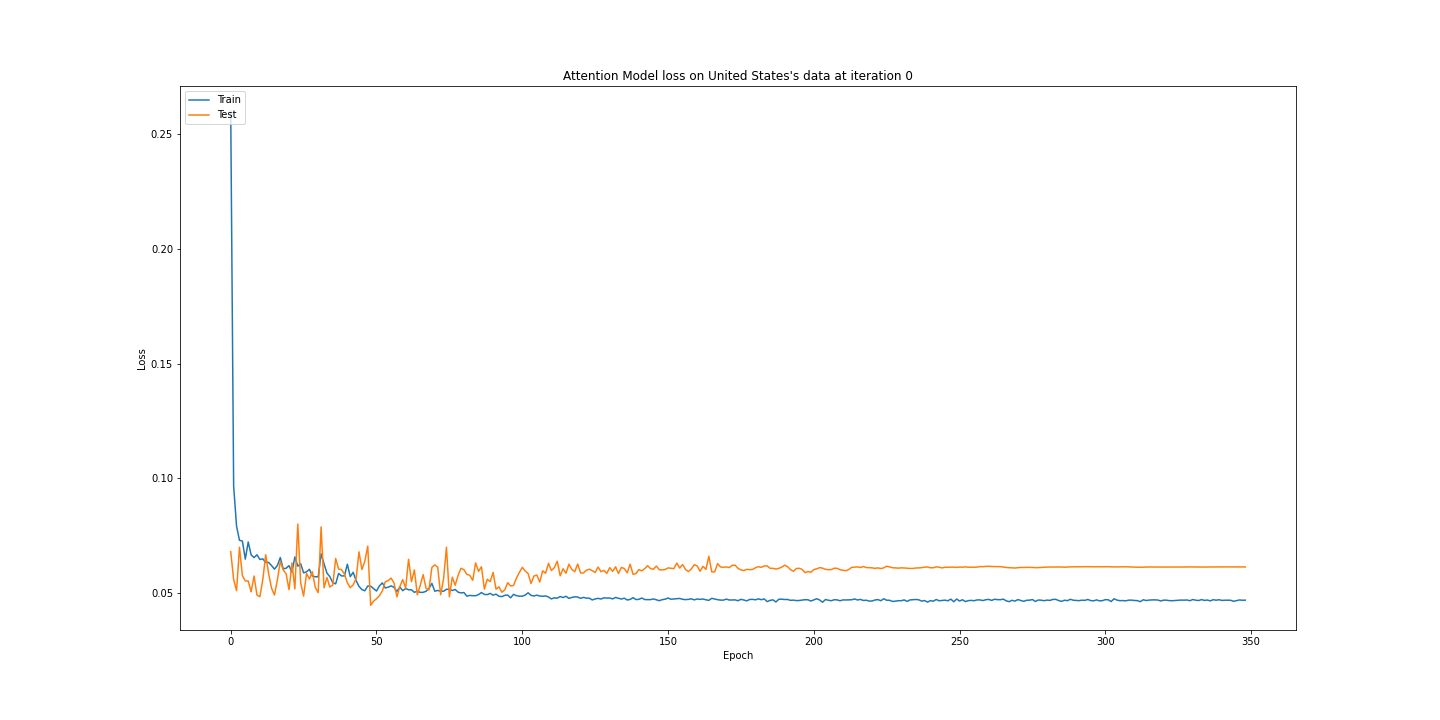 Attention Model loss on United States's data at iteration 0
Train
Test
0.25
0.20
0.15
0.10
0.05
Loss
0 50 100 150 200 250 300 350
Epoch